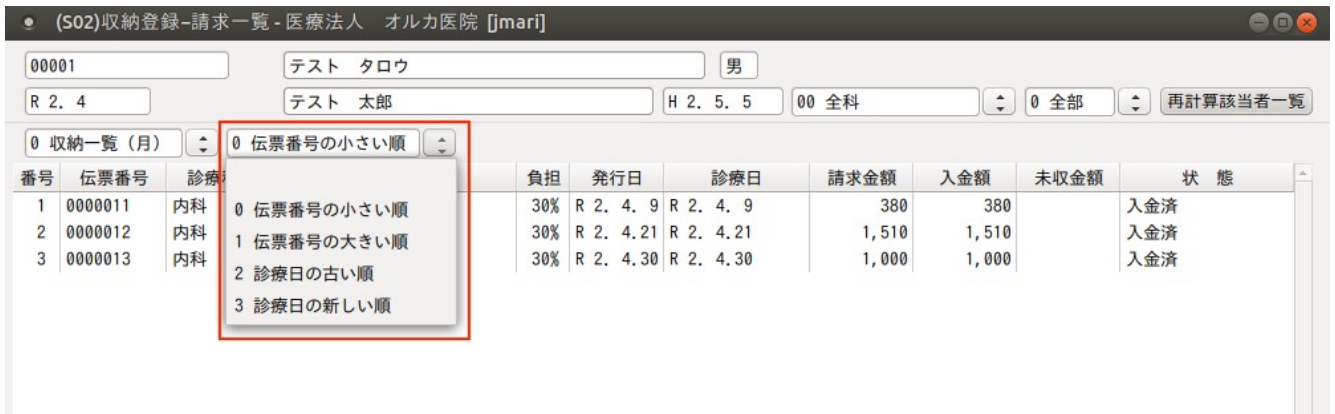 (S02)収納登録–請求一覧 - 医療法人　オルカ医院 [jmari]
00001 テスト　タロウ 男
R 2. 4 テスト　太郎 H 2. 5. 5 00 全科 0 全部 再計算該当者一覧
0 収納一覧（月） 0 伝票番号の小さい順
番号 伝票番号 診療 負担 発行日 診療日 請求金額 入金額 未収金額 状　態
1 0000011 内科 30% R 2. 4. 9 R 2. 4. 9 380 380 入金済
2 0000012 内科 30% R 2. 4.21 R 2. 4.21 1,510 1,510 入金済
3 0000013 内科 30% R 2. 4.30 R 2. 4.30 1,000 1,000 入金済
0 伝票番号の小さい順
1 伝票番号の大きい順
2 診療日の古い順
3 診療日の新しい順